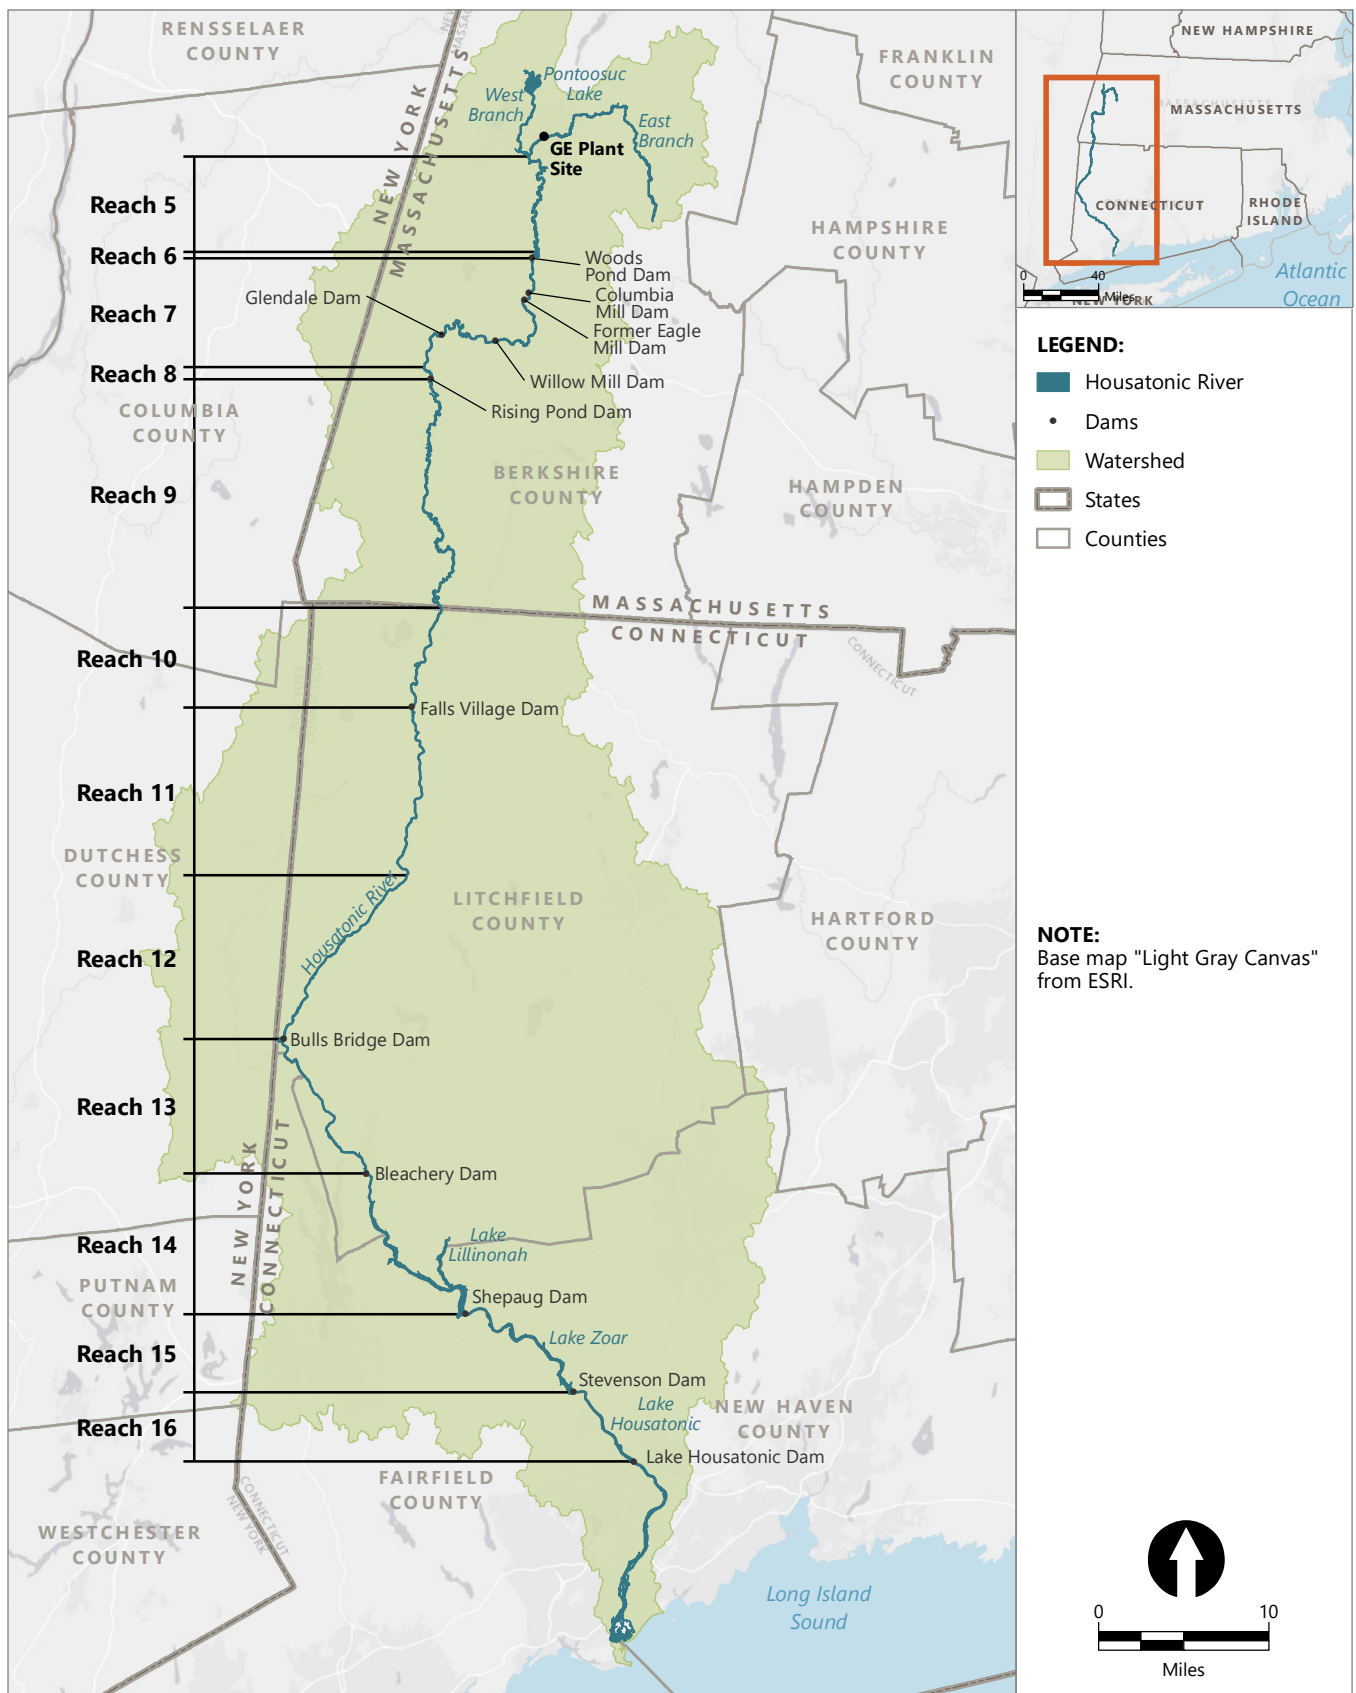 RENSSELAER
COUNTY
NEW YORK
MASSACHUSETTS
Pontoosuc
Lake
West
Branch
East
Branch
GE Plant
Site
FRANKLIN
COUNTY
Reach 5
HAMPSHIRE
COUNTY
Reach 6
Woods
Pond Dam
Glendale Dam
Columbia
Mill Dam
Reach 7
Former Eagle
Mill Dam
Reach 8
Willow Mill Dam
COLUMBIA
COUNTY
Rising Pond Dam
Reach 9
BERKSHIRE
COUNTY
HAMPDEN
COUNTY
MASSACHUSETTS
CONNECTICUT
CONNECTICUT
Reach 10
Falls Village Dam
Reach 11
DUTCHESS
COUNTY
Housatonic River
LITCHFIELD
COUNTY
HARTFORD
COUNTY
Reach 12
Bulls Bridge Dam
Reach 13
NEW YORK
CONNECTICUT
Bleachery Dam
Reach 14
Lake
Lillinonah
PUTNAM
COUNTY
Shepaug Dam
Reach 15
Lake Zoar
Stevenson Dam
Reach 16
Lake
Housatonic
NEW HAVEN
COUNTY
Lake Housatonic Dam
FAIRFIELD
COUNTY
CONNECTICUT
NEW YORK
WESTCHESTER
COUNTY
Long Island
Sound
NEW HAMPSHIRE
MASSACHUSETTS
MASSACHUSETTS
CONNECTICUT
RHODE
ISLAND
Atlantic
Ocean
0 40
Miles
NEW YORK
LEGEND:
Housatonic River
Dams
Watershed
States
Counties
NOTE:
Base map "Light Gray Canvas"
from ESRI.
0 10
Miles